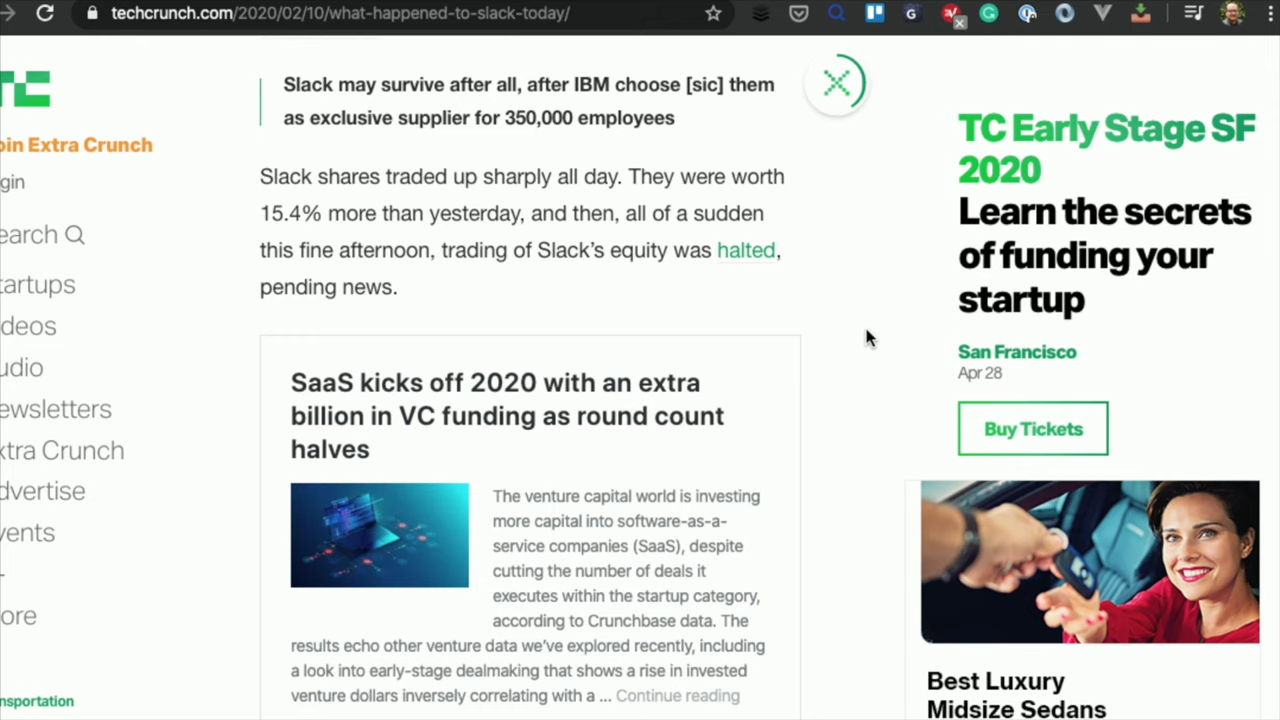 techcrunch.com/2020/02/10/what-happened-to-slack-today/
TC
oin Extra Crunch
gin
earch
tartups
deos
udio
ewsletters
xtra Crunch
dvertise
vents
ore
nsportation
Slack may survive after all, after IBM choose [sic] them
as exclusive supplier for 350,000 employees
Slack shares traded up sharply all day. They were worth
15.4% more than yesterday, and then, all of a sudden
this fine afternoon, trading of Slack’s equity was halted,
pending news.
SaaS kicks off 2020 with an extra
billion in VC funding as round count
halves
The venture capital world is investing
more capital into software-as-a-
service companies (SaaS), despite
cutting the number of deals it
executes within the startup category,
according to Crunchbase data. The
results echo other venture data we’ve explored recently, including
a look into early-stage dealmaking that shows a rise in invested
venture dollars inversely correlating with a ... Continue reading
TC Early Stage SF
2020
Learn the secrets
of funding your
startup
San Francisco
Apr 28
Buy Tickets
Best Luxury
Midsize Sedans